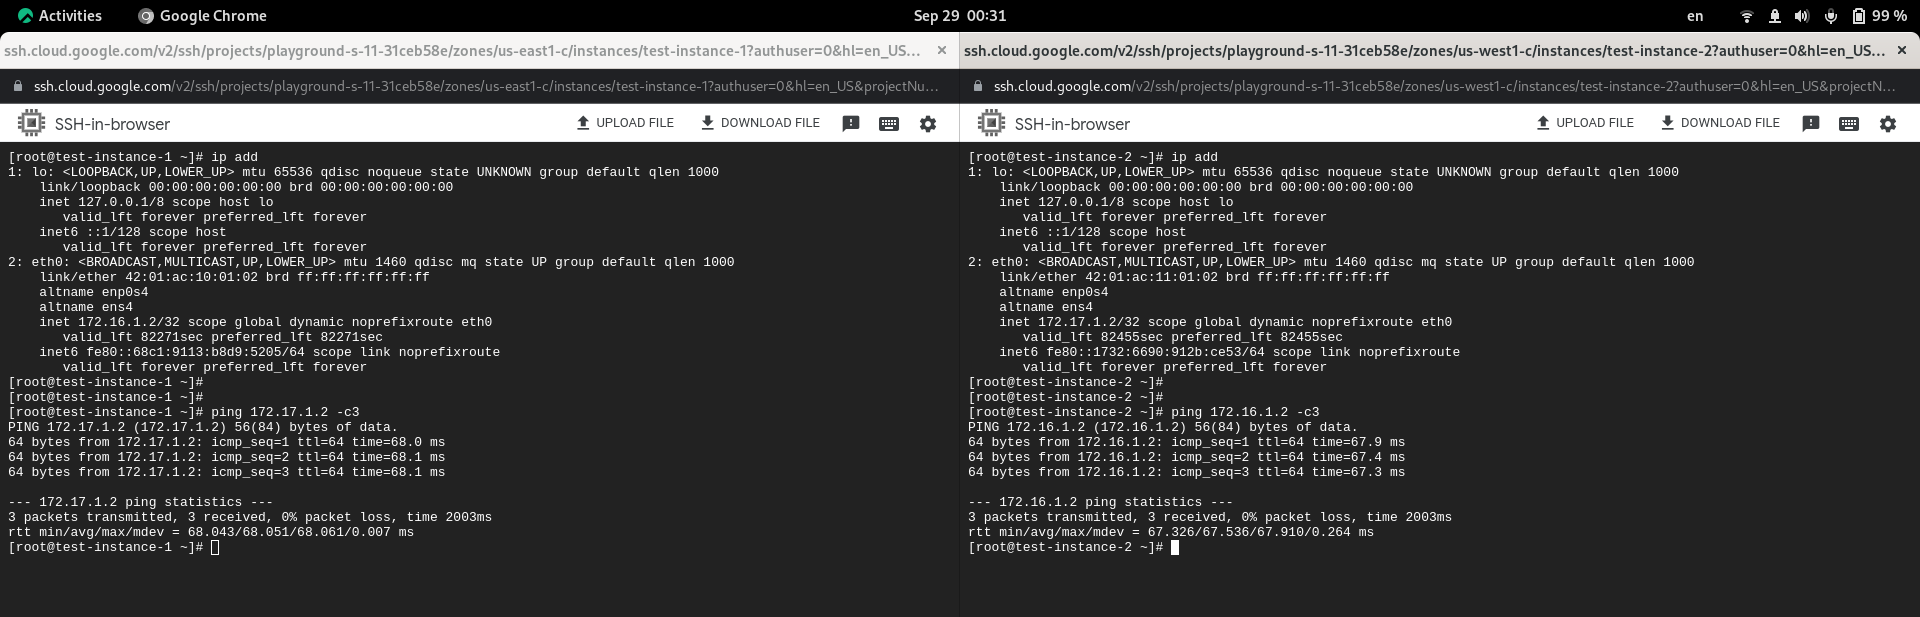 Activities
Google Chrome
Sep 29 00:31
en
99 %
ssh.cloud.google.com/v2/ssh/projects/playground-s-11-31ceb58e/zones/us-east1-c/instances/test-instance-1?authuser=0&hl=en_US...
ssh.cloud.google.com/v2/ssh/projects/playground-s-11-31ceb58e/zones/us-east1-c/instances/test-instance-1?authuser=0&hl=en_US&projectNu...
SSH-in-browser
UPLOAD FILE
DOWNLOAD FILE
[root@test-instance-1 ~]# ip add
1: lo: <LOOPBACK,UP,LOWER_UP> mtu 65536 qdisc noqueue state UNKNOWN group default qlen 1000
    link/loopback 00:00:00:00:00:00 brd 00:00:00:00:00:00
    inet 127.0.0.1/8 scope host lo
       valid_lft forever preferred_lft forever
    inet6 ::1/128 scope host
       valid_lft forever preferred_lft forever
2: eth0: <BROADCAST,MULTICAST,UP,LOWER_UP> mtu 1460 qdisc mq state UP group default qlen 1000
    link/ether 42:01:ac:10:01:02 brd ff:ff:ff:ff:ff:ff
    altname enp0s4
    altname ens4
    inet 172.16.1.2/32 scope global dynamic noprefixroute eth0
       valid_lft 82271sec preferred_lft 82271sec
    inet6 fe80::68c1:9113:b8d9:5205/64 scope link noprefixroute
       valid_lft forever preferred_lft forever
[root@test-instance-1 ~]#
[root@test-instance-1 ~]#
[root@test-instance-1 ~]# ping 172.17.1.2 -c3
PING 172.17.1.2 (172.17.1.2) 56(84) bytes of data.
64 bytes from 172.17.1.2: icmp_seq=1 ttl=64 time=68.0 ms
64 bytes from 172.17.1.2: icmp_seq=2 ttl=64 time=68.1 ms
64 bytes from 172.17.1.2: icmp_seq=3 ttl=64 time=68.1 ms
--- 172.17.1.2 ping statistics ---
3 packets transmitted, 3 received, 0% packet loss, time 2003ms
rtt min/avg/max/mdev = 68.043/68.051/68.061/0.007 ms
[root@test-instance-1 ~]#
ssh.cloud.google.com/v2/ssh/projects/playground-s-11-31ceb58e/zones/us-west1-c/instances/test-instance-2?authuser=0&hl=en_US...
ssh.cloud.google.com/v2/ssh/projects/playground-s-11-31ceb58e/zones/us-west1-c/instances/test-instance-2?authuser=0&hl=en_US&projectN...
SSH-in-browser
UPLOAD FILE
DOWNLOAD FILE
[root@test-instance-2 ~]# ip add
1: lo: <LOOPBACK,UP,LOWER_UP> mtu 65536 qdisc noqueue state UNKNOWN group default qlen 1000
    link/loopback 00:00:00:00:00:00 brd 00:00:00:00:00:00
    inet 127.0.0.1/8 scope host lo
       valid_lft forever preferred_lft forever
    inet6 ::1/128 scope host
       valid_lft forever preferred_lft forever
2: eth0: <BROADCAST,MULTICAST,UP,LOWER_UP> mtu 1460 qdisc mq state UP group default qlen 1000
    link/ether 42:01:ac:11:01:02 brd ff:ff:ff:ff:ff:ff
    altname enp0s4
    altname ens4
    inet 172.17.1.2/32 scope global dynamic noprefixroute eth0
       valid_lft 82455sec preferred_lft 82455sec
    inet6 fe80::1732:6690:912b:ce53/64 scope link noprefixroute
       valid_lft forever preferred_lft forever
[root@test-instance-2 ~]#
[root@test-instance-2 ~]#
[root@test-instance-2 ~]# ping 172.16.1.2 -c3
PING 172.16.1.2 (172.16.1.2) 56(84) bytes of data.
64 bytes from 172.16.1.2: icmp_seq=1 ttl=64 time=67.9 ms
64 bytes from 172.16.1.2: icmp_seq=2 ttl=64 time=67.4 ms
64 bytes from 172.16.1.2: icmp_seq=3 ttl=64 time=67.3 ms
--- 172.16.1.2 ping statistics ---
3 packets transmitted, 3 received, 0% packet loss, time 2003ms
rtt min/avg/max/mdev = 67.326/67.536/67.910/0.264 ms
[root@test-instance-2 ~]#